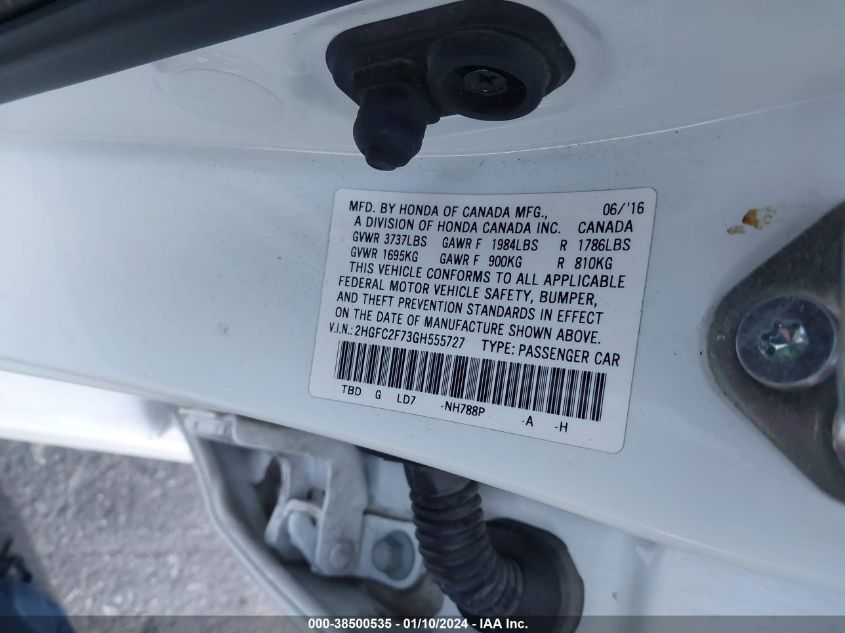 MFD. BY HONDA OF CANADA MFG., 06/'16
A DIVISION OF HONDA CANADA INC. CANADA
GVWR 3737LBS GAWR F 1984LBS R 1786LBS
GVWR 1695KG GAWR F 900KG R 810KG
THIS VEHICLE CONFORMS TO ALL APPLICABLE
FEDERAL MOTOR VEHICLE SAFETY, BUMPER,
AND THEFT PREVENTION STANDARDS IN EFFECT
ON THE DATE OF MANUFACTURE SHOWN ABOVE.
V.I.N.: 2HGFC2F73GH555727 TYPE: PASSENGER CAR
TBD G LD7 -NH788P -A -H
000-38500535 - 01/10/2024 - IAA Inc.